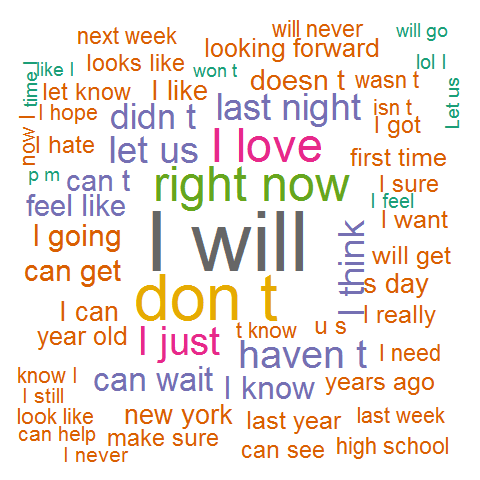 will never
will go
next week
looking forward
lol I
like I
looks like
won t
doesn t
wasn t
time I
let know
I like
last night
isn t
Let us
I hope
didn t
I got
now I
I hate
let us
I love
first time
p m
can t
right now
I sure
feel like
I feel
I want
I going
I will
I think
will get
can get
don t
s day
I can
I really
year old
I just
t know
u s
haven t
I need
know I
can wait
I know
years ago
I still
look like
new york
last year
last week
can help
make sure
can see
high school
I never